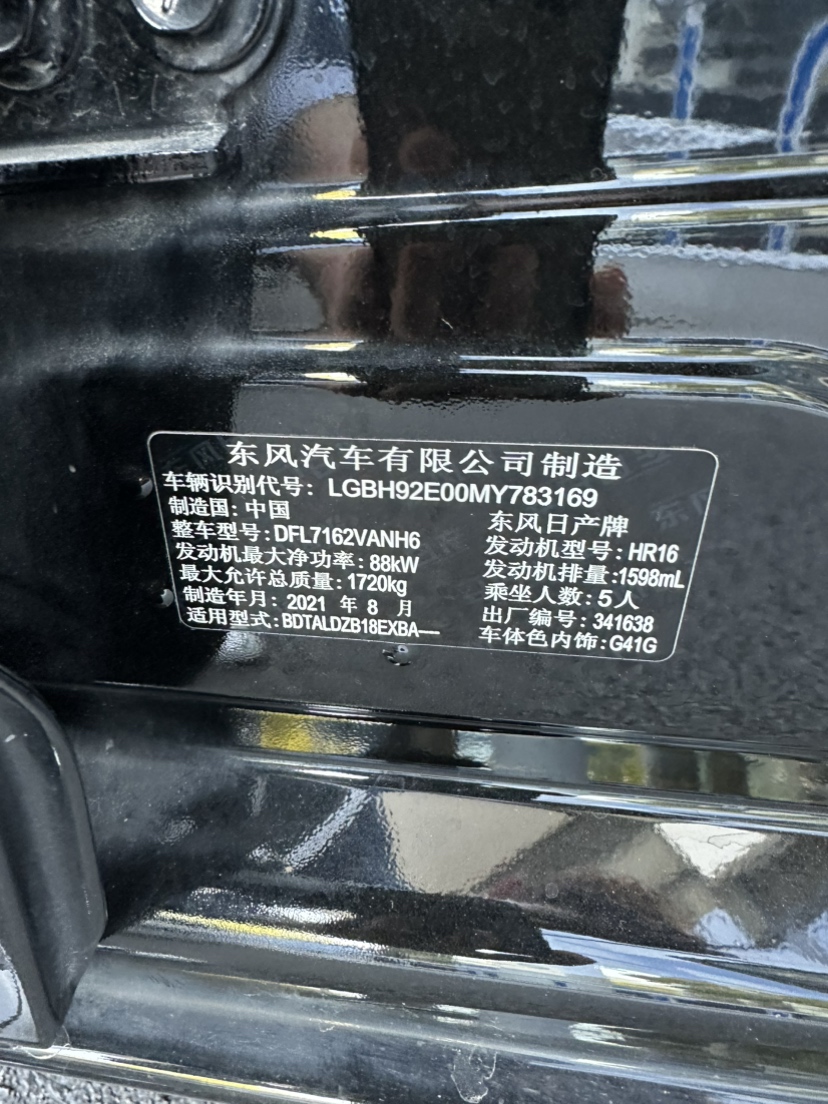 东风汽车有限公司制造
车辆识别代号: LGBH92E00MY783169
制造国: 中国 东风日产牌
整车型号:DFL7162VANH6 发动机型号:HR16
发动机最大净功率: 88kW 发动机排量:1598mL
最大允许总质量: 1720kg 乘坐人数: 5人
制造年月: 2021 年 8 月 出厂编号: 341638
适用型式:BDTALDZB18EXBA---- 车体色内饰:G41G